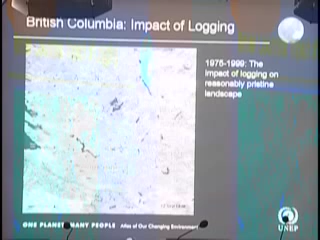 British Columbia: Impact of Logging
1975-1999: The
impact of logging on
reasonably pristine
landscape
ONE PLANET MANY PEOPLE Atlas of Our Changing Environment
UNEP